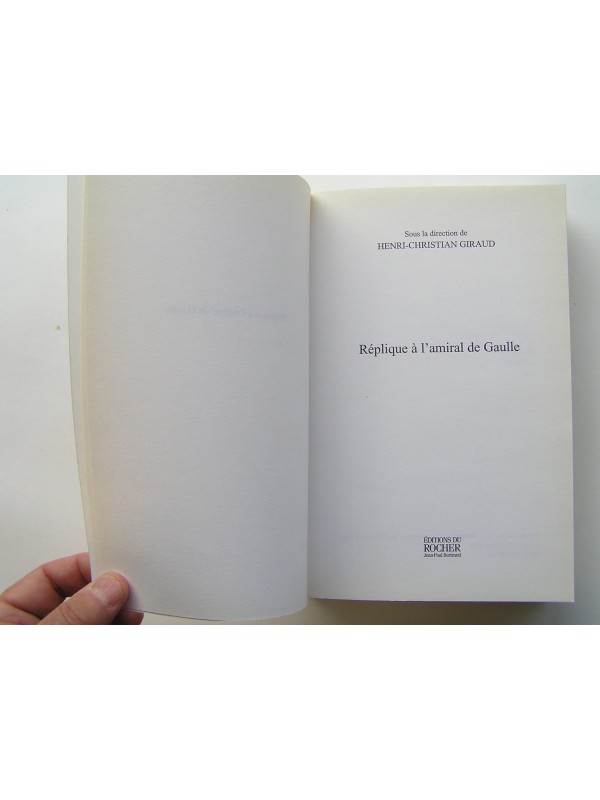 Sous la direction de
HENRI-CHRISTIAN GIRAUD
Réplique à l’amiral de Gaulle
ÉDITIONS DU
ROCHER
Jean-Paul Bertrand